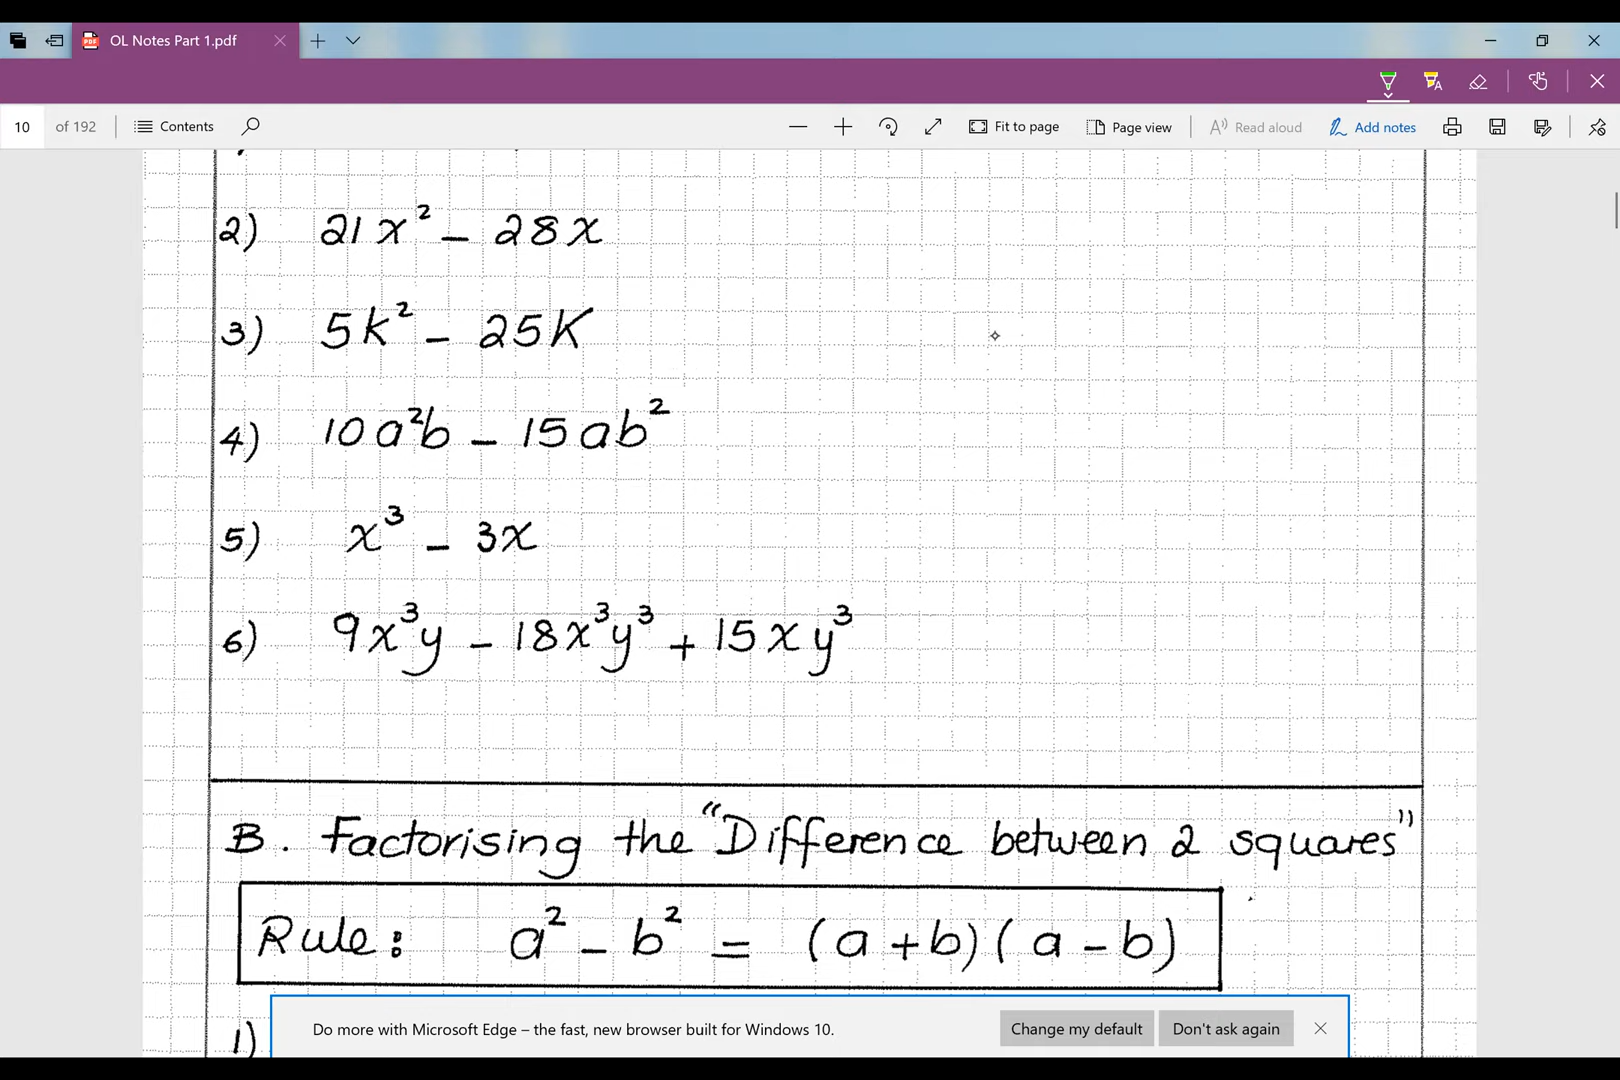 OL Notes Part 1.pdf
10 of 192 Contents Fit to page Page view Read aloud Add notes
2) 21x² - 28x
3) 5k² - 25K
4) 10a²b - 15ab²
5) x³ - 3x
6) 9x³y - 18x³y³ + 15xy³
B. Factorising the "Difference between 2 squares"
Rule: a² - b² = (a + b)(a - b)
1)
Do more with Microsoft Edge – the fast, new browser built for Windows 10. Change my default Don't ask again